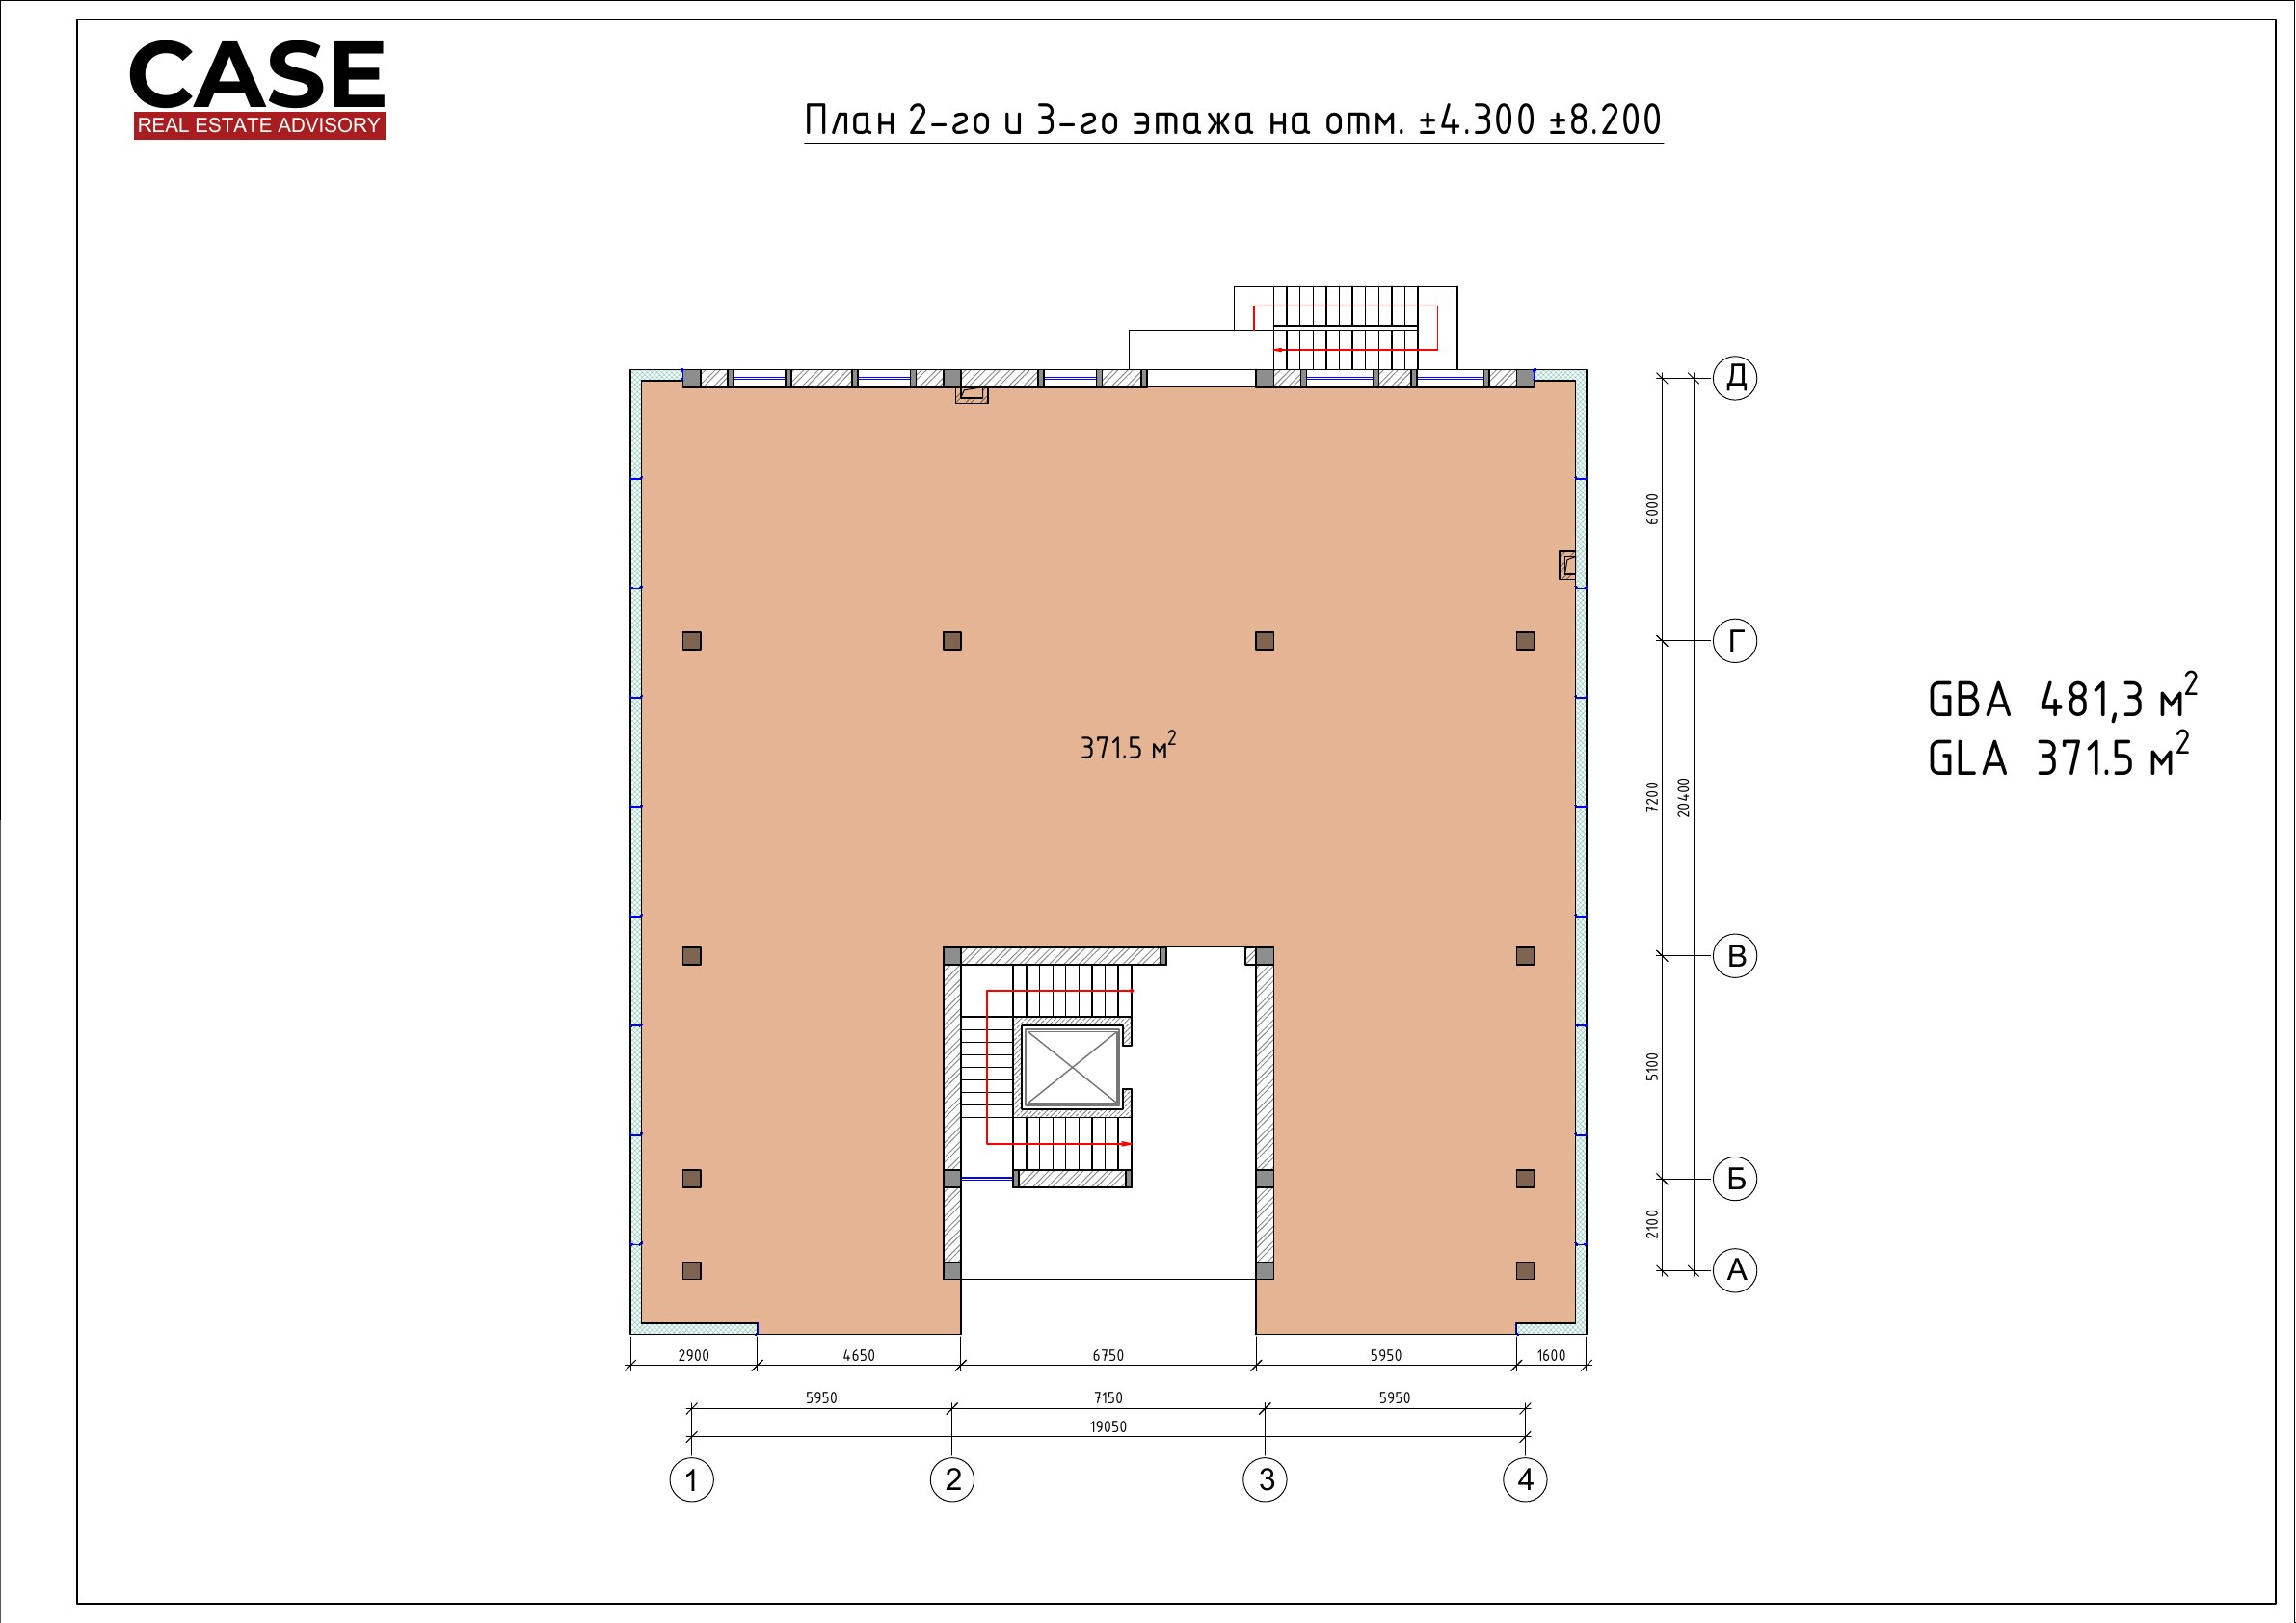 CASE
REAL ESTATE ADVISORY
План 2-го и 3-го этажа на отм. ±4.300 ±8.200
Д
6000
Г
GBA 481,3 м²
371.5 м²
GLA 371.5 м²
7200
20400
В
5100
Б
2100
А
2900 4650 6750 5950 1600
5950 7150 5950
19050
1 2 3 4